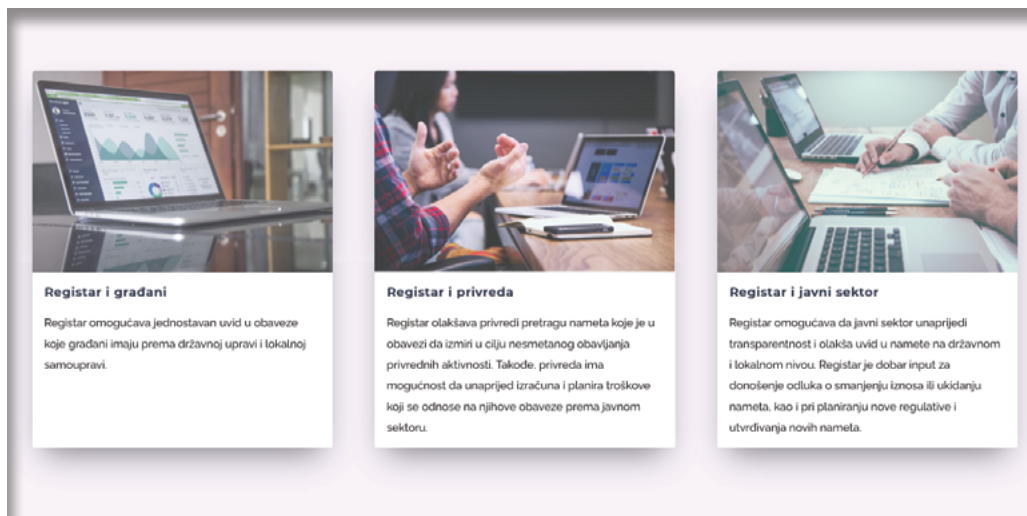 Registar i građani
Registar omogućava jednostavan uvid u obaveze
koje građani imaju prema državnoj upravi i lokalnoj
samoupravi.
Registar i privreda
Registar olakšava privredi pretragu nameta koje je u
obavezi da izmiri u cilju nesmetanog obavljanja
privrednih aktivnosti. Takođe, privreda ima
mogućnost da unaprijed izračuna i planira troškove
koji se odnose na njihove obaveze prema javnom
sektoru.
Registar i javni sektor
Registar omogućava da javni sektor unaprijedi
transparentnost i olakša uvid u namete na državnom
i lokalnom nivou. Registar je dobar input za
donošenje odluka o smanjenju iznosa ili ukidanju
nameta, kao i pri planiranju nove regulative i
utvrđivanja novih nameta.